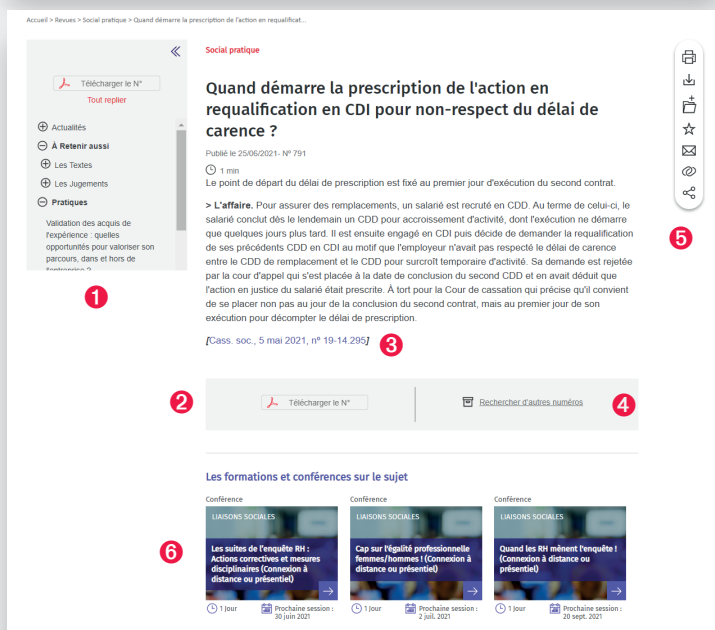 Accueil > Revues > Social pratique > Quand démarre la prescription de l'action en requalificat...
Télécharger le N°
Tout replier
Actualités
À Retenir aussi
Les Textes
Les Jugements
Pratiques
Validation des acquis de
l'expérience : quelles
opportunités pour valoriser son
parcours, dans et hors de
l'entreprise ?
1
Social pratique
Quand démarre la prescription de l'action en
requalification en CDI pour non-respect du délai de
carence ?
Publié le 25/06/2021- N° 791
1 min
Le point de départ du délai de prescription est fixé au premier jour d'exécution du second contrat.
> L'affaire. Pour assurer des remplacements, un salarié est recruté en CDD. Au terme de celui-ci, le
salarié conclut dès le lendemain un CDD pour accroissement d'activité, dont l'exécution ne démarre
que quelques jours plus tard. Il est ensuite engagé en CDI puis décide de demander la requalification
de ses précédents CDD en CDI au motif que l'employeur n'avait pas respecté le délai de carence
entre le CDD de remplacement et le CDD pour surcroît temporaire d'activité. Sa demande est rejetée
par la cour d'appel qui s'est placée à la date de conclusion du second CDD et en avait déduit que
l'action en justice du salarié était prescrite. À tort pour la Cour de cassation qui précise qu'il convient
de se placer non pas au jour de la conclusion du second contrat, mais au premier jour de son
exécution pour décompter le délai de prescription.
[Cass. soc., 5 mai 2021, nº 19-14.295]
3
5
2
Télécharger le N°
Rechercher d'autres numéros
4
Les formations et conférences sur le sujet
6
Conférence
LIAISONS SOCIALES
Les suites de l'enquête RH :
Actions correctives et mesures
disciplinaires (Connexion à
distance ou présentiel)
1 Jour
Prochaine session :
30 juin 2021
Conférence
LIAISONS SOCIALES
Cap sur l'égalité professionnelle
femmes/hommes ! (Connexion à
distance ou présentiel)
1 Jour
Prochaine session :
2 juil. 2021
Conférence
LIAISONS SOCIALES
Quand les RH mènent l'enquête !
(Connexion à distance ou
présentiel)
1 Jour
Prochaine session :
20 sept. 2021